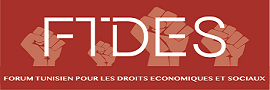 FTDES
FORUM TUNISIEN POUR LES DROITS ECONOMIQUES ET SOCIAUX